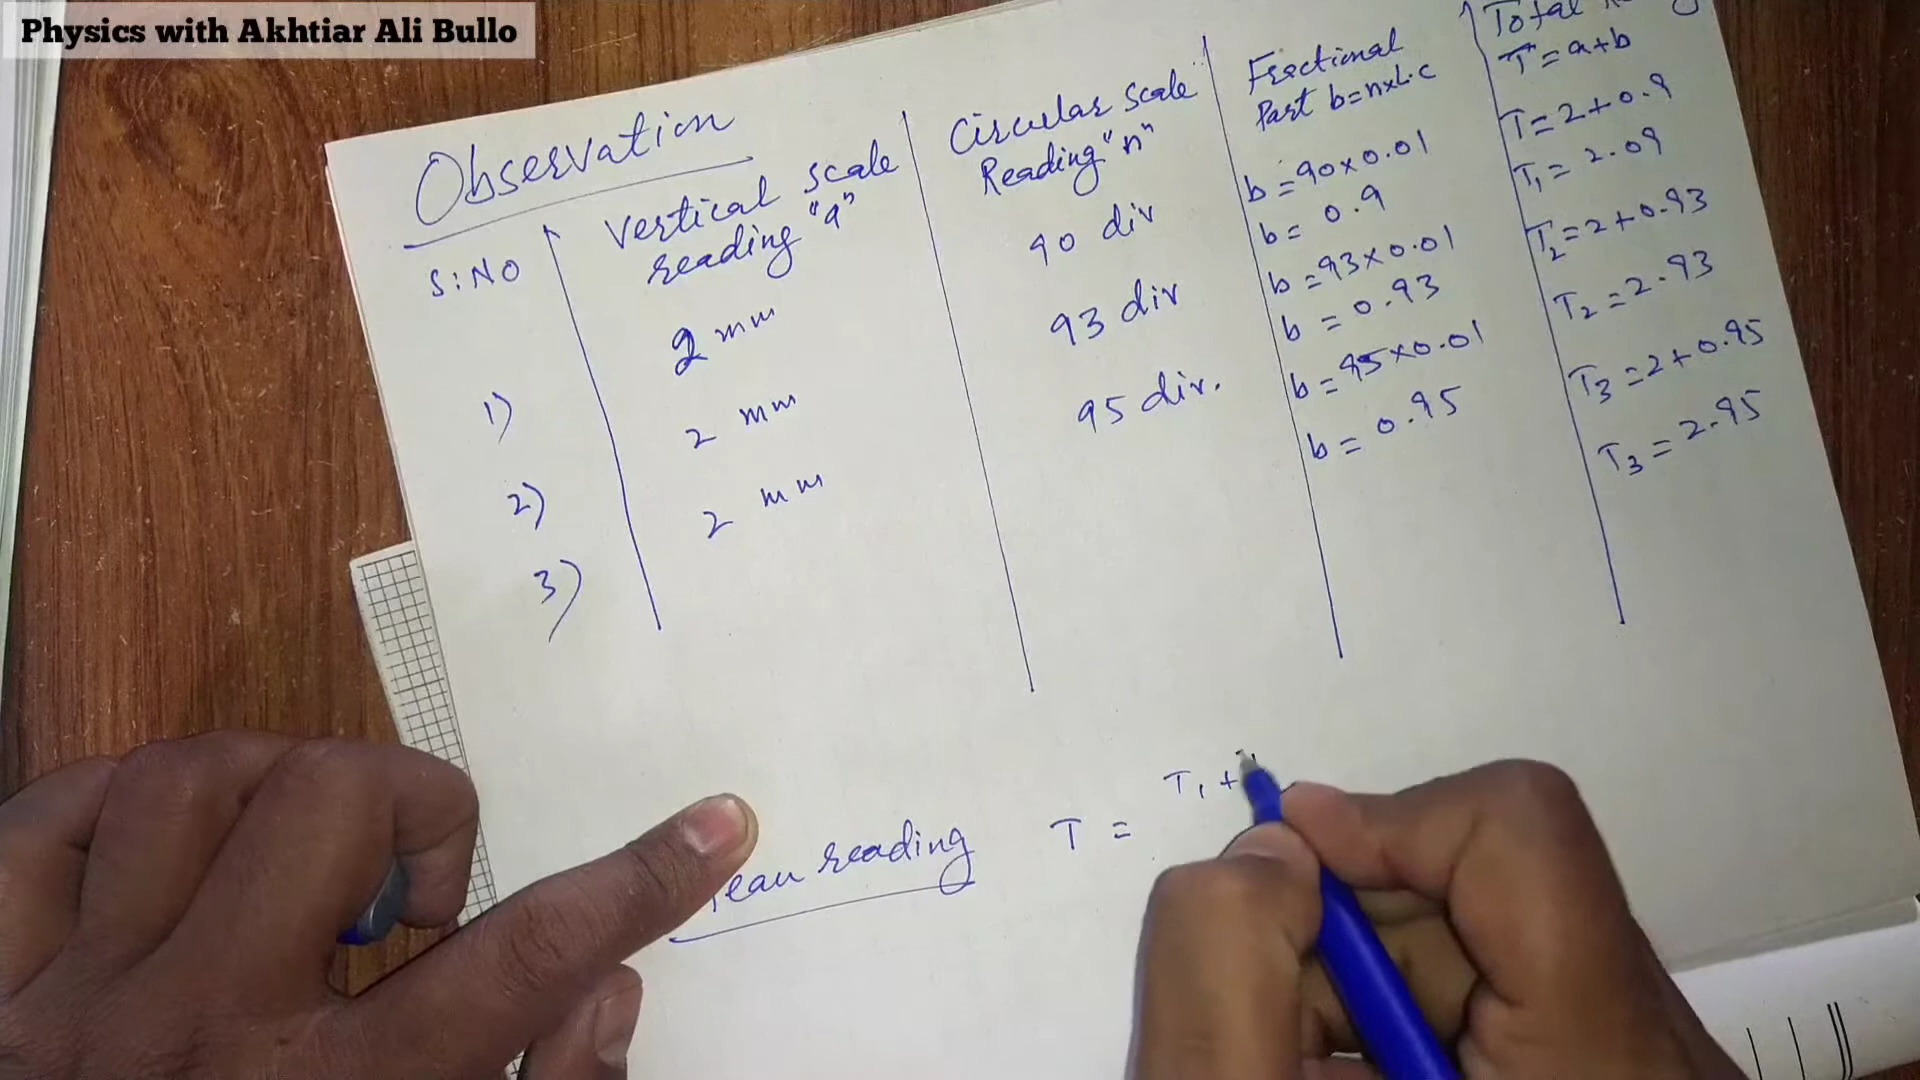 Physics with Akhtiar Ali Bullo
Observation
S:NO
Vertical scale
reading "a"
Circular Scale
Reading "n"
Fractional
Part b=n×L.C
Total
T=a+b
1)
2 mm
90 div
b=90×0.01
b= 0.9
T=2+0.9
T₁=2.09
2)
2 mm
93 div
b=93×0.01
b = 0.93
T₂=2+0.93
T₂=2.93
3)
2 mm
95 div.
b=95×0.01
b= 0.95
T₃=2+0.95
T₃=2.95
reading T = T₁ +